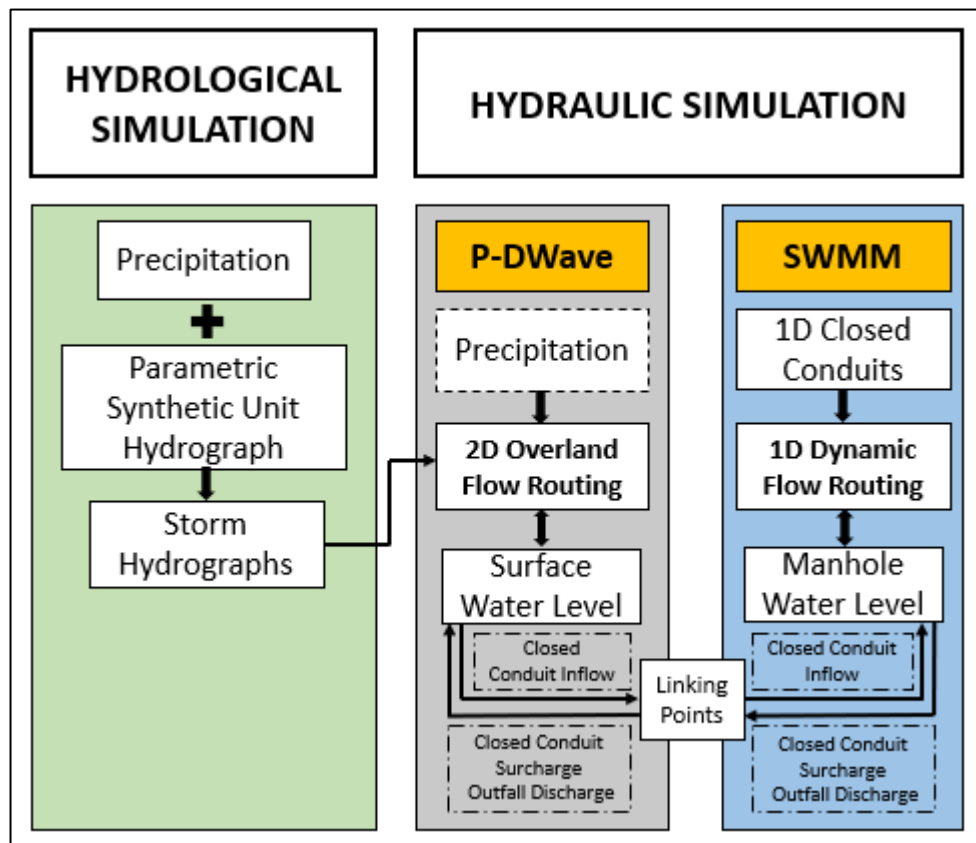 HYDROLOGICAL
SIMULATION
HYDRAULIC SIMULATION
Precipitation
Parametric
Synthetic Unit
Hydrograph
Storm
Hydrographs
P-DWave
Precipitation
2D Overland
Flow Routing
Surface
Water Level
Closed
Conduit Inflow
Closed Conduit
Surcharge
Outfall Discharge
Linking
Points
SWMM
1D Closed
Conduits
1D Dynamic
Flow Routing
Manhole
Water Level
Closed Conduit
Inflow
Closed Conduit
Surcharge
Outfall Discharge